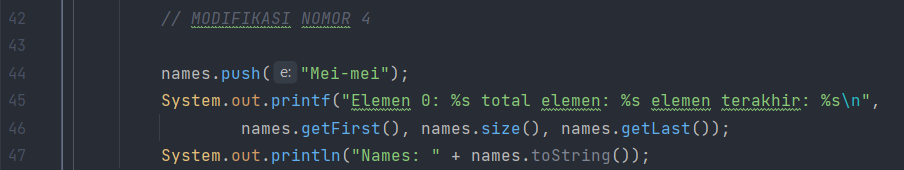 42 // MODIFIKASI NOMOR 4
43
44 names.push( e: "Mei-mei");
45 System.out.printf("Elemen 0: %s total elemen: %s elemen terakhir: %s\n",
46 names.getFirst(), names.size(), names.getLast());
47 System.out.println("Names: " + names.toString());